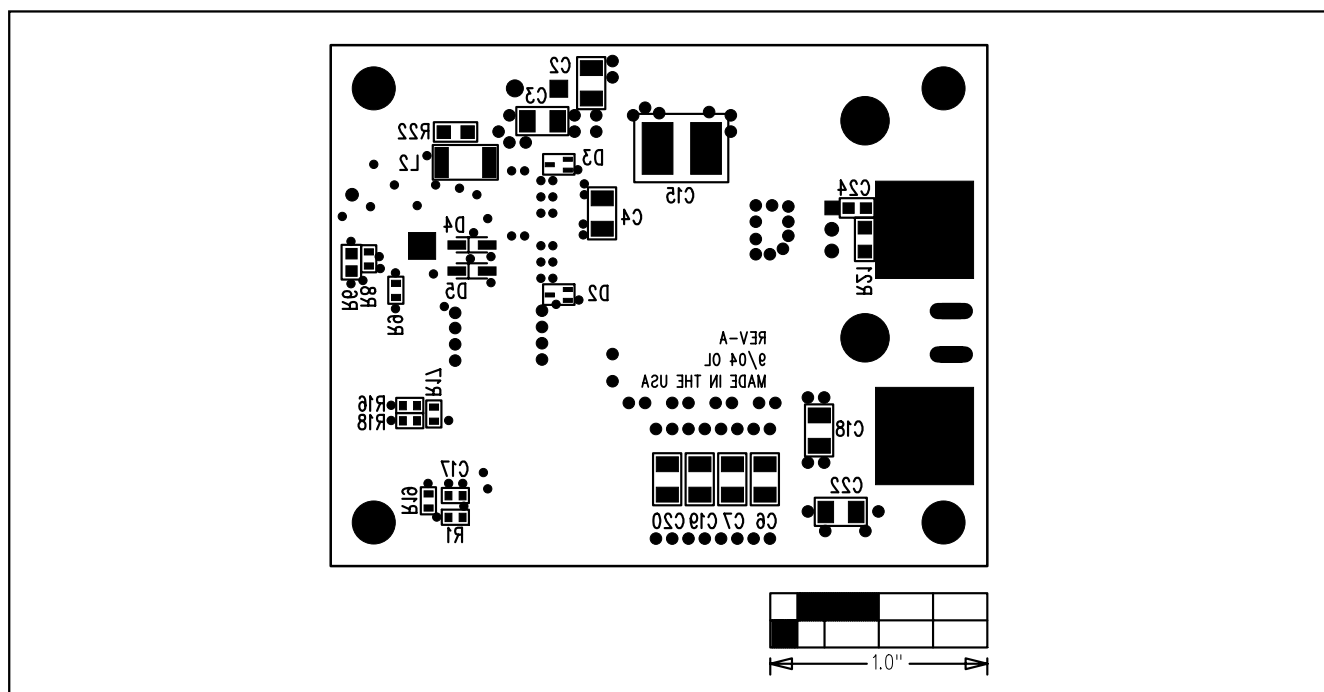 C2
C3
R22
L2
D3
C15
C24
C4
D4
R21
R6
R8
D5
R9
D2
REV-A
9/04 OL
MADE IN THE USA
R17
R16
R18
C18
C17
R19
R1
C22
C20 C19 C7 C6
1.0"